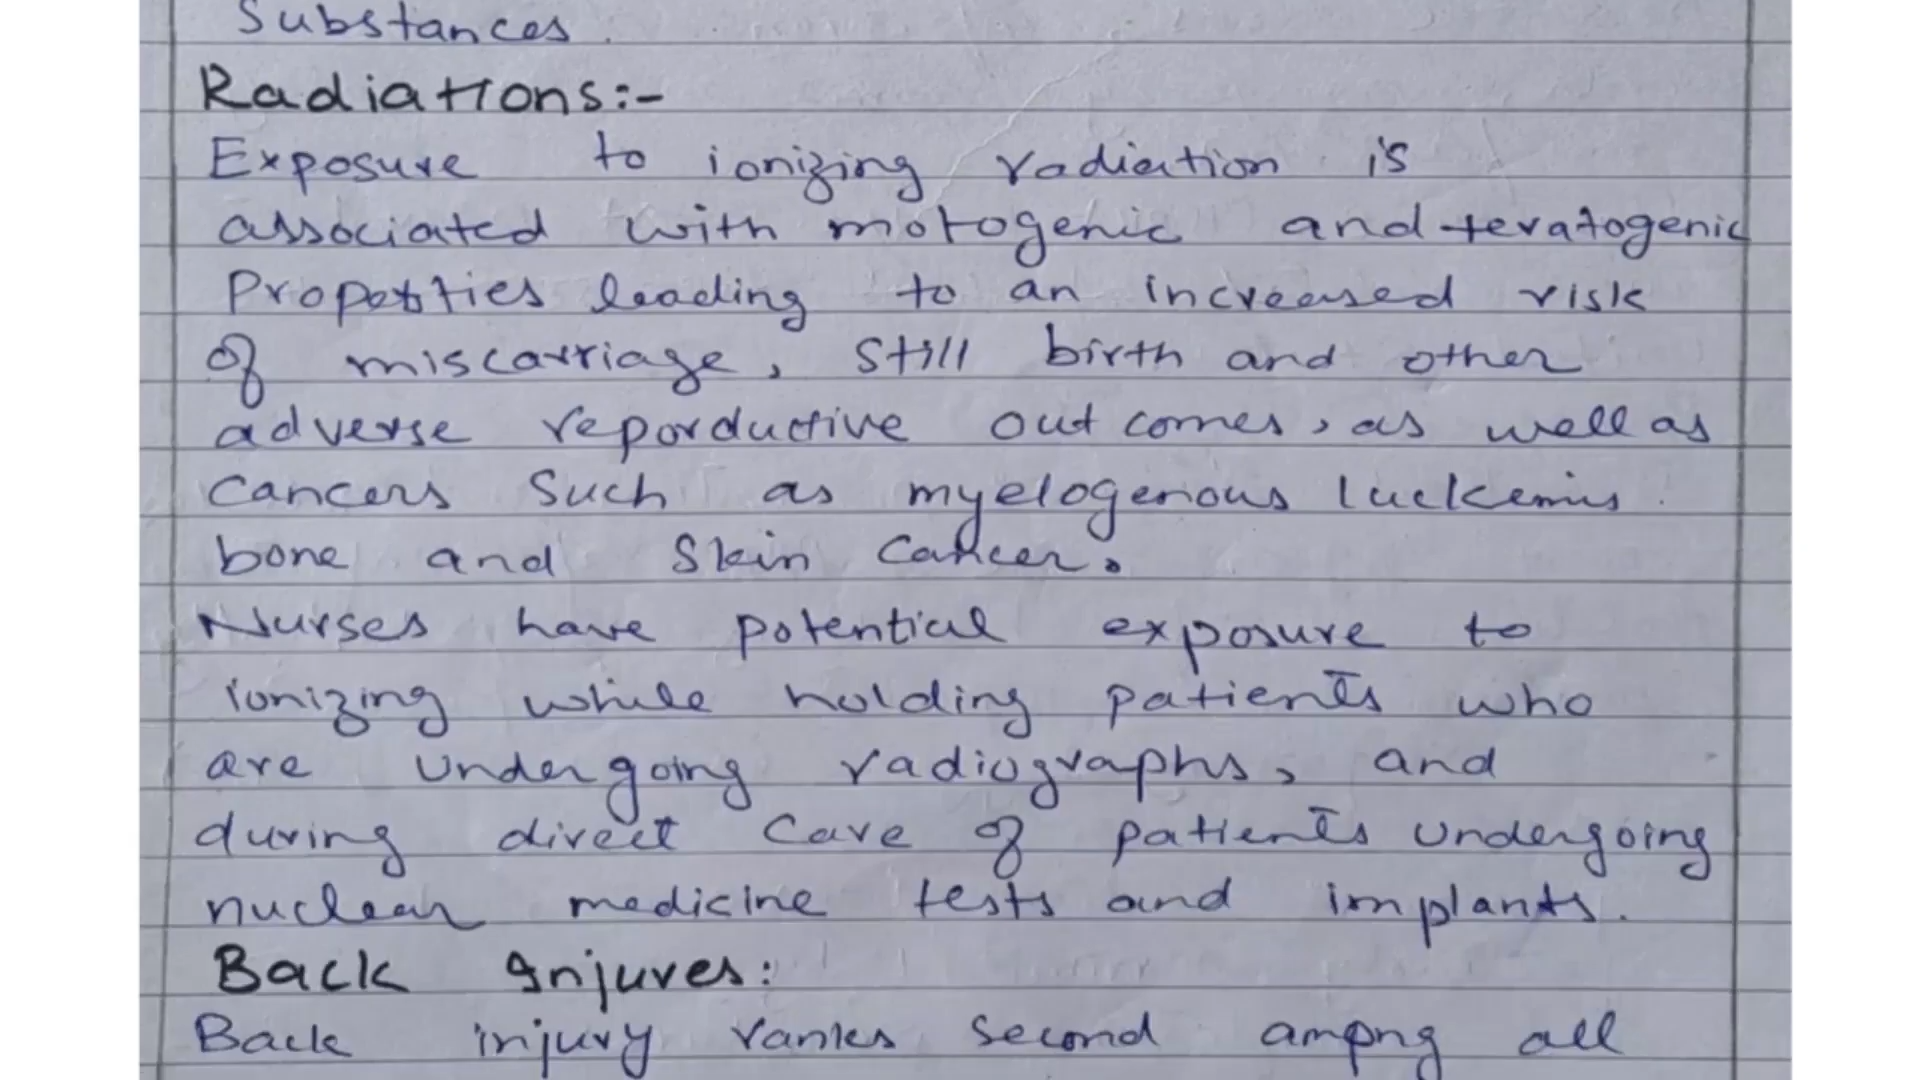 Substances.
Radiations:-
Exposure to ionizing radiation is
associated with motogenic and teratogenic
Properties leading to an increased risk
of miscarriage, still birth and other
adverse reporductive out comes, as well as
Cancers Such as myelogenous luekemis.
bone and Skin Cancer.
Nurses have potential exposure to
ionizing while holding patients who
are undergoing radiographs, and
during direct Care of patients undergoing
nuclear medicine tests and implants.
Back Injures:
Back injury ranks second among all